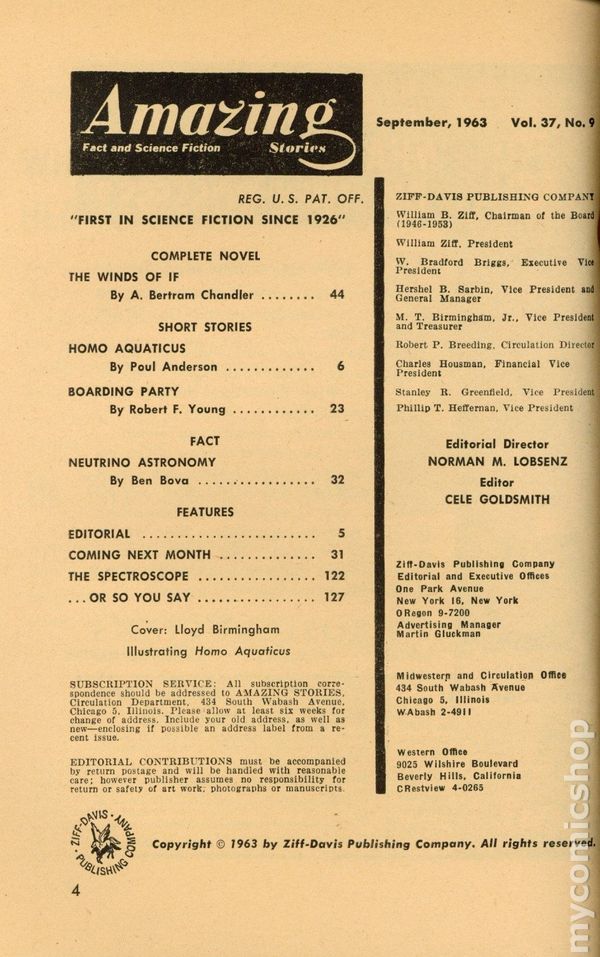 Amazing
Fact and Science Fiction Stories
September, 1963 Vol. 37, No. 9
REG. U. S. PAT. OFF.
"FIRST IN SCIENCE FICTION SINCE 1926"
COMPLETE NOVEL
THE WINDS OF IF
By A. Bertram Chandler ........ 44
SHORT STORIES
HOMO AQUATICUS
By Poul Anderson ............. 6
BOARDING PARTY
By Robert F. Young ............ 23
FACT
NEUTRINO ASTRONOMY
By Ben Bova ................. 32
FEATURES
EDITORIAL ......................... 5
COMING NEXT MONTH .............. 31
THE SPECTROSCOPE ................. 122
...OR SO YOU SAY ................. 127
Cover: Lloyd Birmingham
Illustrating Homo Aquaticus
SUBSCRIPTION SERVICE: All subscription corre-
spondence should be addressed to AMAZING STORIES,
Circulation Department, 434 South Wabash Avenue,
Chicago 5, Illinois. Please allow at least six weeks for
change of address. Include your old address, as well as
new—enclosing if possible an address label from a re-
cent issue.
EDITORIAL CONTRIBUTIONS must be accompanied
by return postage and will be handled with reasonable
care; however publisher assumes no responsibility for
return or safety of art work, photographs or manuscripts.
ZIFF-DAVIS PUBLISHING COMPANY
William B. Ziff, Chairman of the Board
(1946-1953)
William Ziff, President
W. Bradford Briggs, Executive Vice
President
Hershel B. Sarbin, Vice President and
General Manager
M. T. Birmingham, Jr., Vice President
and Treasurer
Robert P. Breeding, Circulation Director
Charles Housman, Financial Vice
President
Stanley R. Greenfield, Vice President
Phillip T. Heffernan, Vice President
Editorial Director
NORMAN M. LOBSENZ
Editor
CELE GOLDSMITH
Ziff-Davis Publishing Company
Editorial and Executive Offices
One Park Avenue
New York 16, New York
ORegon 9-7200
Advertising Manager
Martin Gluckman
Midwestern and Circulation Office
434 South Wabash Avenue
Chicago 5, Illinois
WAbash 2-4911
Western Office
9025 Wilshire Boulevard
Beverly Hills, California
CRestview 4-0265
ZIFF-DAVIS PUBLISHING COMPANY
Copyright © 1963 by Ziff-Davis Publishing Company. All rights reserved.
4
mycomicshop